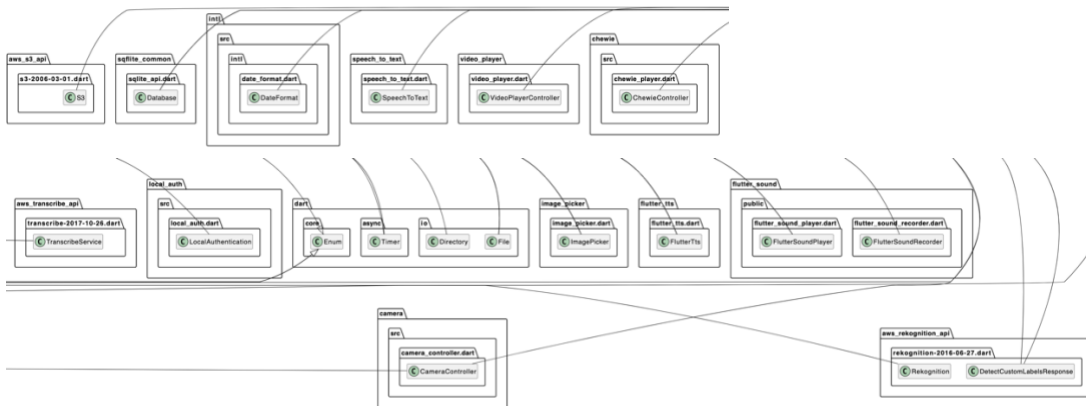 intl
src
chewie
aws_s3_api
sqflite_common
intl
speech_to_text
video_player
src
s3-2006-03-01.dart
sqlite_api.dart
date_format.dart
speech_to_text.dart
video_player.dart
chewie_player.dart
C S3
C Database
C DateFormat
C SpeechToText
C VideoPlayerController
C ChewieController
local_auth
flutter_sound
aws_transcribe_api
src
dart
image_picker
flutter_tts
public
transcribe-2017-10-26.dart
local_auth.dart
core
async
io
image_picker.dart
flutter_tts.dart
flutter_sound_player.dart
flutter_sound_recorder.dart
C TranscribeService
C LocalAuthentication
C Enum
C Timer
C Directory
C File
C ImagePicker
C FlutterTts
C FlutterSoundPlayer
C FlutterSoundRecorder
camera
src
aws_rekognition_api
camera_controller.dart
rekognition-2016-06-27.dart
C CameraController
C Rekognition
C DetectCustomLabelsResponse